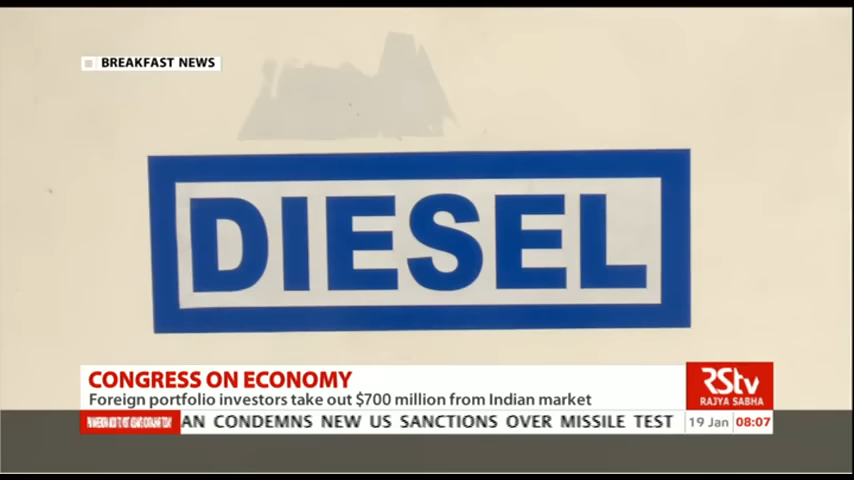 BREAKFAST NEWS
DIESEL
CONGRESS ON ECONOMY
Foreign portfolio investors take out $700 million from Indian market
RStv
RAJYA SABHA
AN CONDEMNS NEW US SANCTIONS OVER MISSILE TEST
19 Jan 08:07